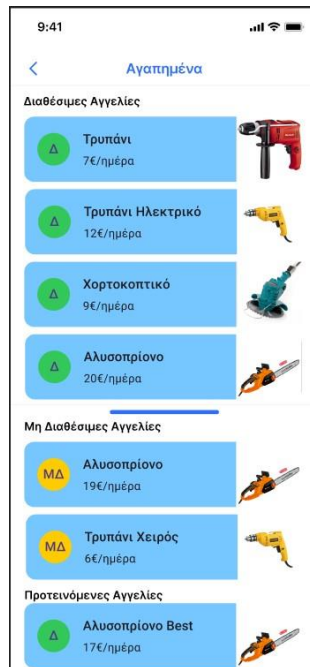 9:41
Αγαπημένα
Διαθέσιμες Αγγελίες
Δ
Τρυπάνι
7€/ημέρα
Δ
Τρυπάνι Ηλεκτρικό
12€/ημέρα
Δ
Χορτοκοπτικό
9€/ημέρα
Δ
Αλυσοπρίονο
20€/ημέρα
Μη Διαθέσιμες Αγγελίες
ΜΔ
Αλυσοπρίονο
19€/ημέρα
ΜΔ
Τρυπάνι Χειρός
6€/ημέρα
Προτεινόμενες Αγγελίες
Δ
Αλυσοπρίονο Best
17€/ημέρα